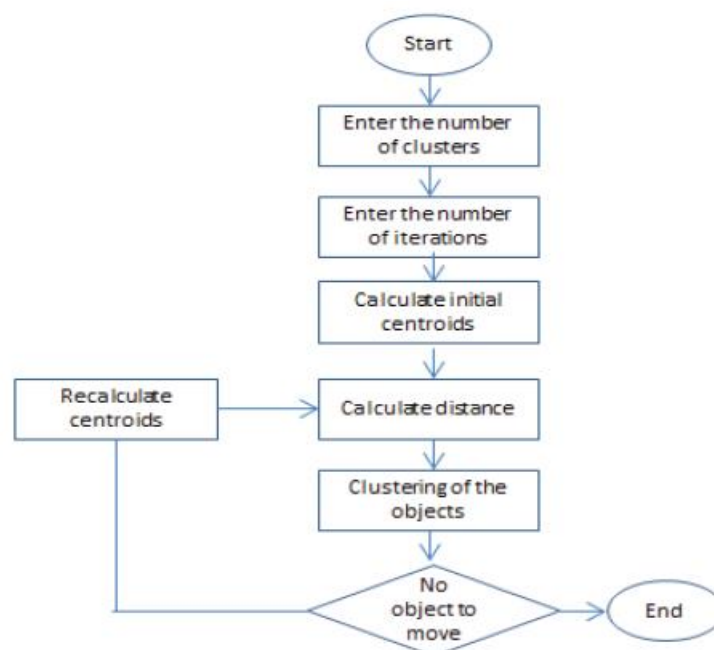 Start
Enter the number
of clusters
Enter the number
of iterations
Calculate initial
centroids
Recalculate
centroids
Calculate distance
Clustering of the
objects
No
object to
move
End